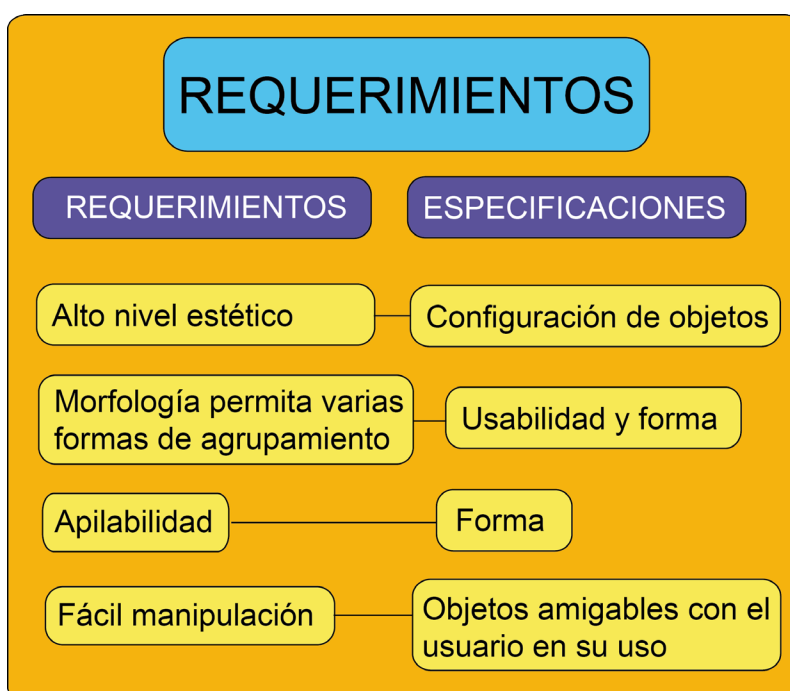 REQUERIMIENTOS
REQUERIMIENTOS
ESPECIFICACIONES
Alto nivel estético
Configuración de objetos
Morfología permita varias
formas de agrupamiento
Usabilidad y forma
Apilabilidad
Forma
Fácil manipulación
Objetos amigables con el
usuario en su uso